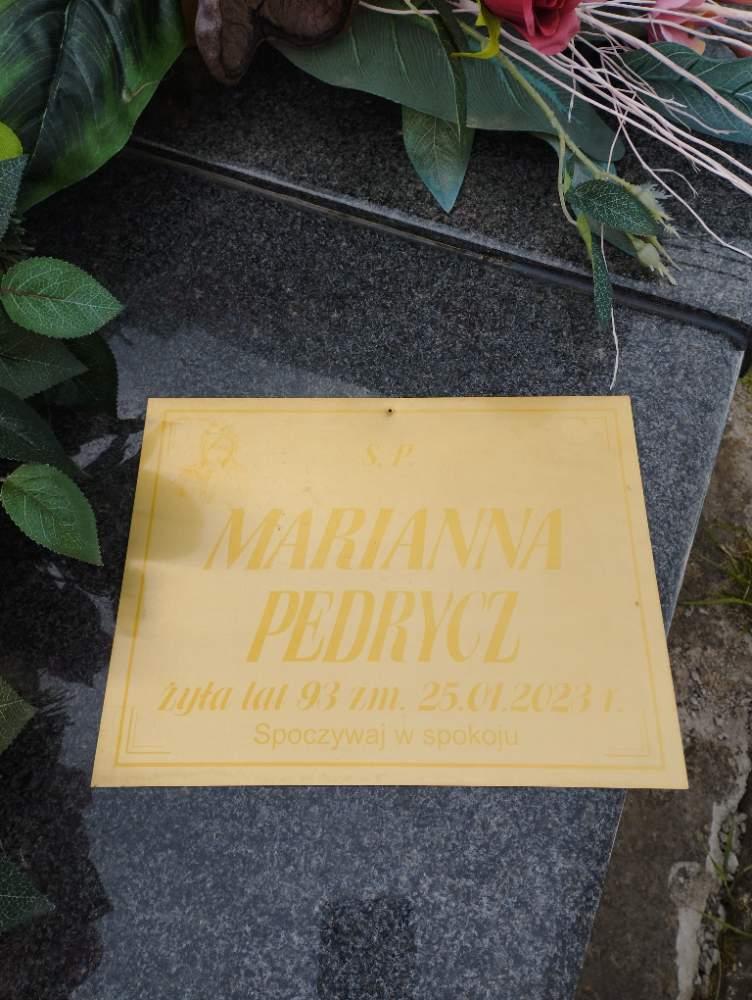 Ś. P.
MARIANNA
PEDRYCZ
żyła lat 93 zm. 25.01.2023 r.
Spoczywaj w spokoju